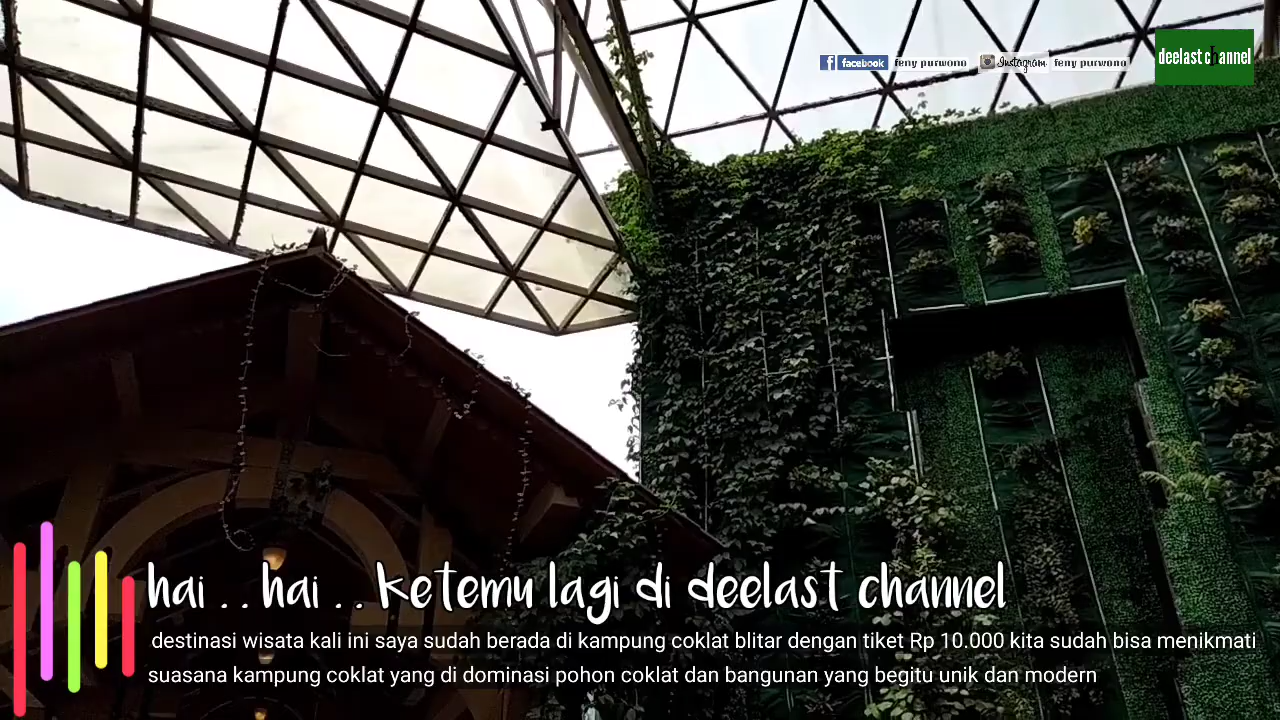 facebook feny purwono Instagram feny purwono
deelast channel
hai . . hai . . ketemu lagi di deelast channel
destinasi wisata kali ini saya sudah berada di kampung coklat blitar dengan tiket Rp 10.000 kita sudah bisa menikmati
suasana kampung coklat yang di dominasi pohon coklat dan bangunan yang begitu unik dan modern